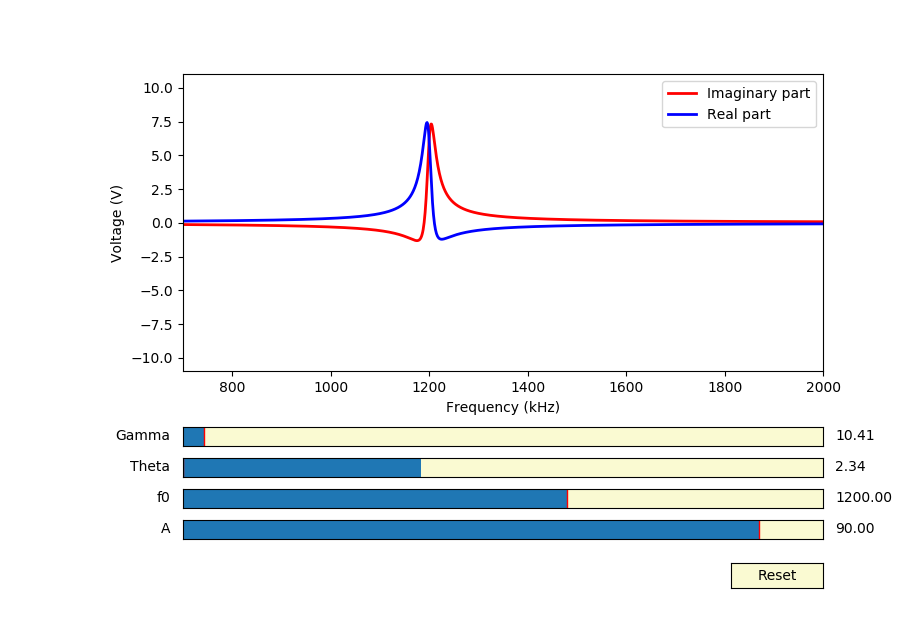 10.0
7.5
5.0
2.5
0.0
−2.5
−5.0
−7.5
−10.0
Voltage (V)
Imaginary part
Real part
800 1000 1200 1400 1600 1800 2000
Frequency (kHz)
Gamma 10.41
Theta 2.34
f0 1200.00
A 90.00
Reset